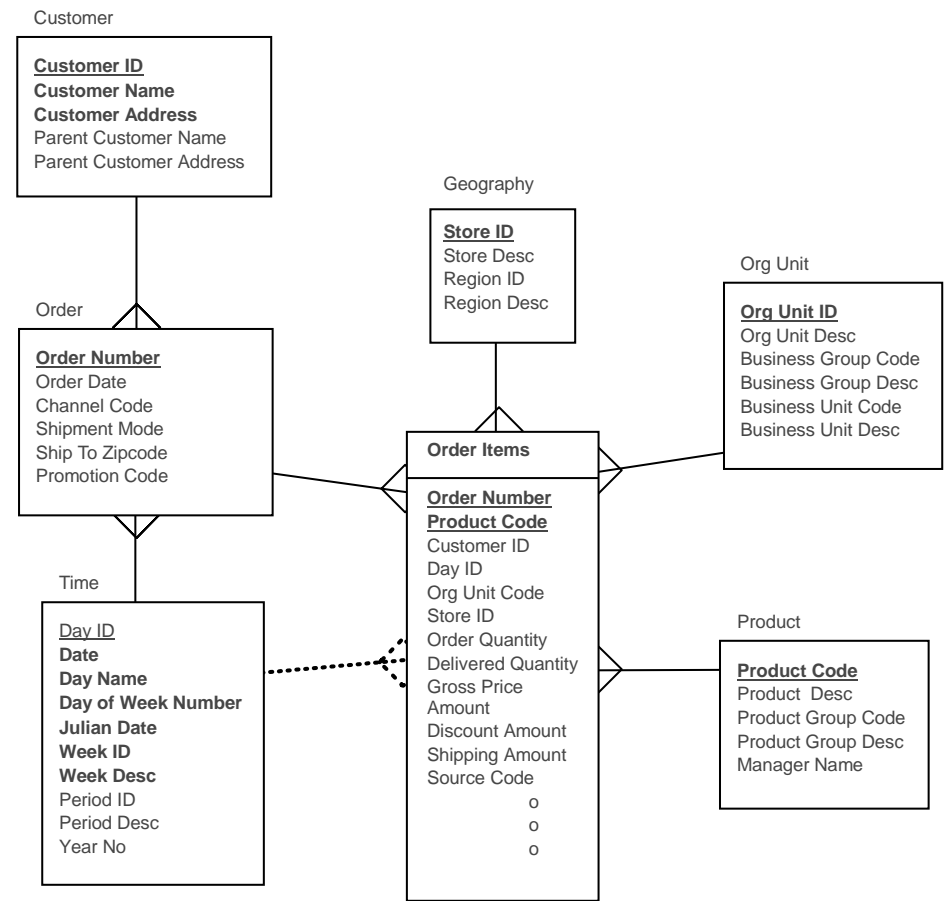 Customer
Customer ID
Customer Name
Customer Address
Parent Customer Name
Parent Customer Address
Geography
Store ID
Store Desc
Region ID
Region Desc
Org Unit
Org Unit ID
Org Unit Desc
Business Group Code
Business Group Desc
Business Unit Code
Business Unit Desc
Order
Order Number
Order Date
Channel Code
Shipment Mode
Ship To Zipcode
Promotion Code
Order Items
Order Number
Product Code
Customer ID
Day ID
Org Unit Code
Store ID
Order Quantity
Delivered Quantity
Gross Price
Amount
Discount Amount
Shipping Amount
Source Code
o
o
o
Time
Day ID
Date
Day Name
Day of Week Number
Julian Date
Week ID
Week Desc
Period ID
Period Desc
Year No
Product
Product Code
Product Desc
Product Group Code
Product Group Desc
Manager Name